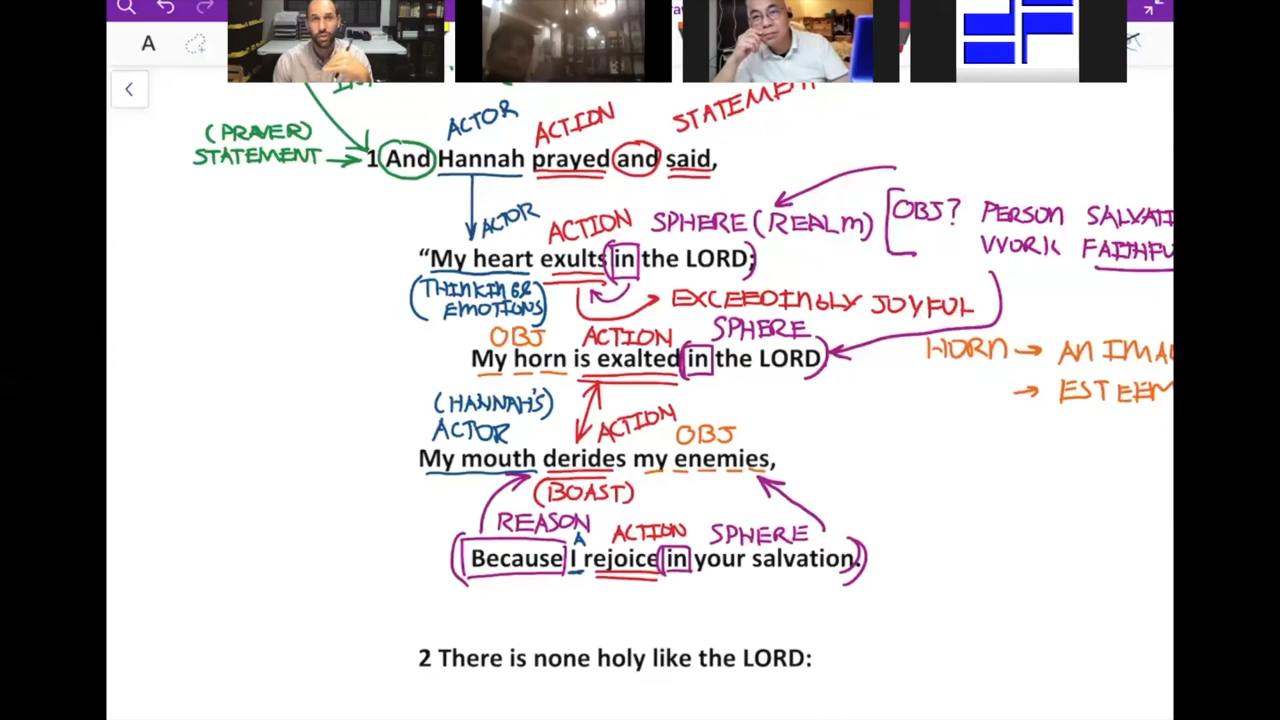 A
ACTOR ACTION STATEMENT
(PRAYER)
STATEMENT
1 And Hannah prayed and said,
ACTOR ACTION SPHERE (REALM)
OBJ? PERSON
WORK
“My heart exults in the LORD;
(THINKING &
EMOTIONS)
EXCEEDINGLY JOYFUL
OBJ ACTION SPHERE
My horn is exalted in the LORD
HORN →
→ ESTEEM
(HANNAH'S)
ACTOR ACTION OBJ
My mouth derides my enemies,
(BOAST)
REASON A ACTION SPHERE
Because I rejoice in your salvation.
2 There is none holy like the LORD: